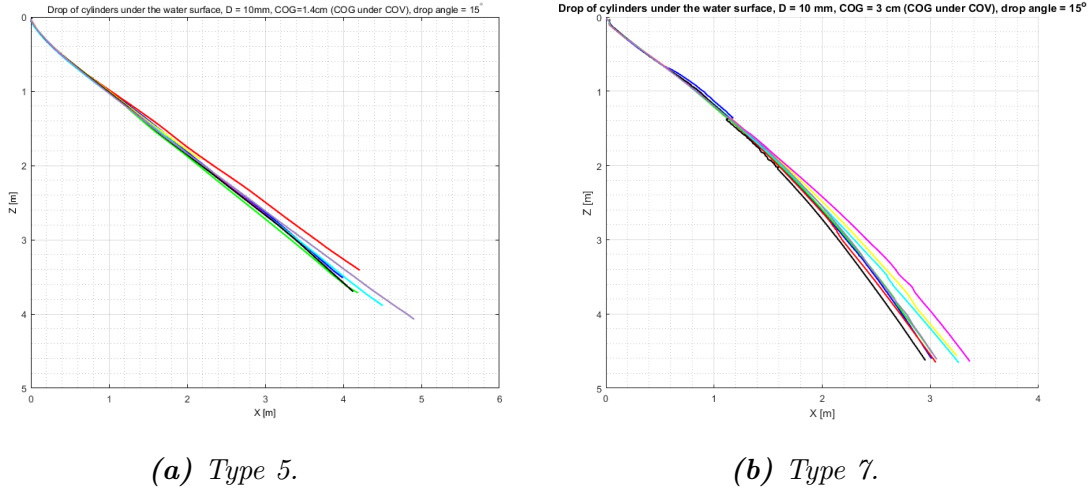 Drop of cylinders under the water surface, D = 10mm, COG=1.4cm (COG under COV), drop angle = 15°
0
1
2
3
4
5
Z [m]
0 1 2 3 4 5 6
X [m]
(a) Type 5.
Drop of cylinders under the water surface, D = 10 mm, COG = 3 cm (COG under COV), drop angle = 15°
0
1
2
3
4
5
Z [m]
0 1 2 3 4
X [m]
(b) Type 7.